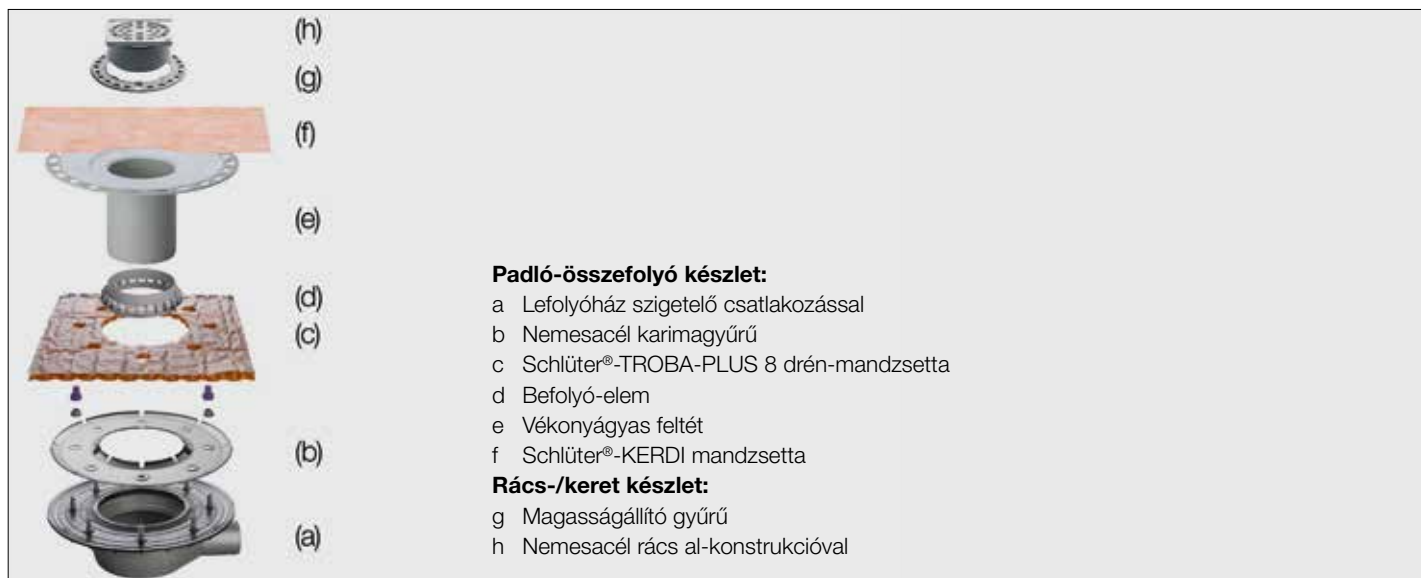 (h)
(g)
(f)
(e)
(d)
(c)
(b)
(a)
Padló-összefolyó készlet:
a Lefolyóház szigetelő csatlakozással
b Nemesacél karimagyűrű
c Schlüter®-TROBA-PLUS 8 drén-mandzsetta
d Befolyó-elem
e Vékonyágyas feltét
f Schlüter®-KERDI mandzsetta
Rács-/keret készlet:
g Magasságállító gyűrű
h Nemesacél rács al-konstrukcióval